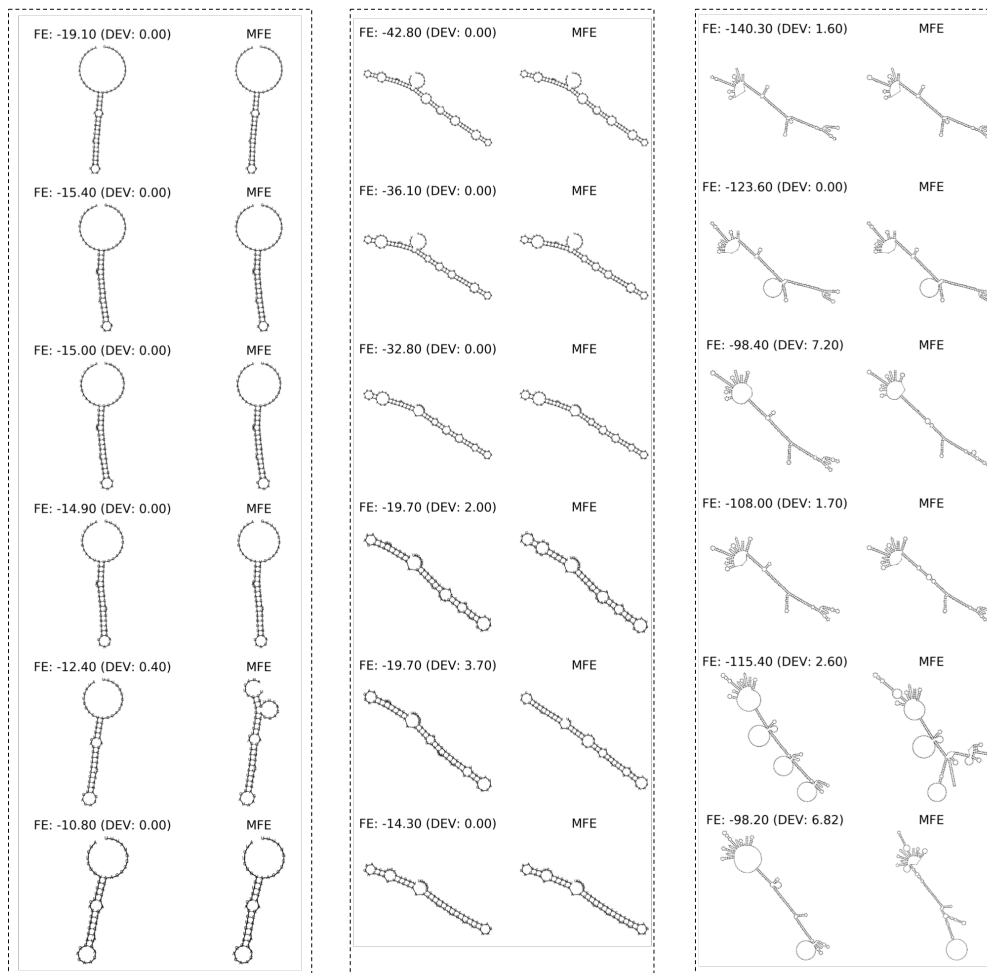 FE: -19.10 (DEV: 0.00) MFE
FE: -15.40 (DEV: 0.00) MFE
FE: -15.00 (DEV: 0.00) MFE
FE: -14.90 (DEV: 0.00) MFE
FE: -12.40 (DEV: 0.40) MFE
FE: -10.80 (DEV: 0.00) MFE
FE: -42.80 (DEV: 0.00) MFE
FE: -36.10 (DEV: 0.00) MFE
FE: -32.80 (DEV: 0.00) MFE
FE: -19.70 (DEV: 2.00) MFE
FE: -19.70 (DEV: 3.70) MFE
FE: -14.30 (DEV: 0.00) MFE
FE: -140.30 (DEV: 1.60) MFE
FE: -123.60 (DEV: 0.00) MFE
FE: -98.40 (DEV: 7.20) MFE
FE: -108.00 (DEV: 1.70) MFE
FE: -115.40 (DEV: 2.60) MFE
FE: -98.20 (DEV: 6.82) MFE